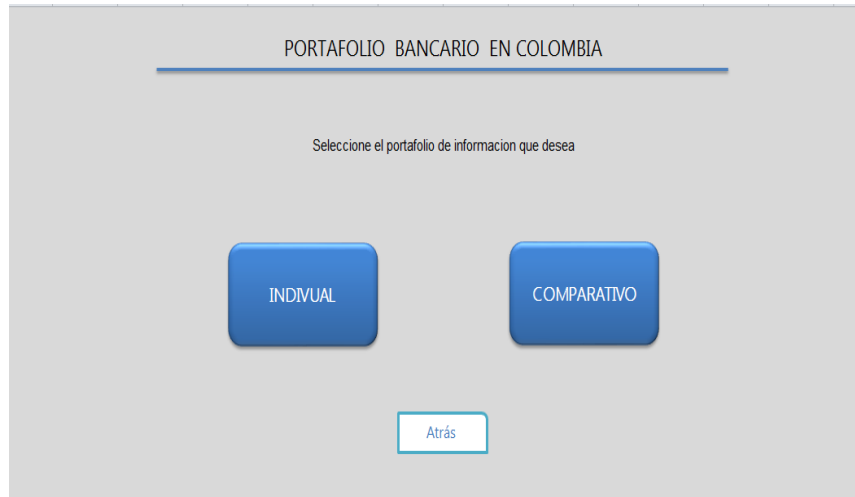 PORTAFOLIO BANCARIO EN COLOMBIA
Seleccione el portafolio de informacion que desea
INDIVUAL
COMPARATIVO
Atrás